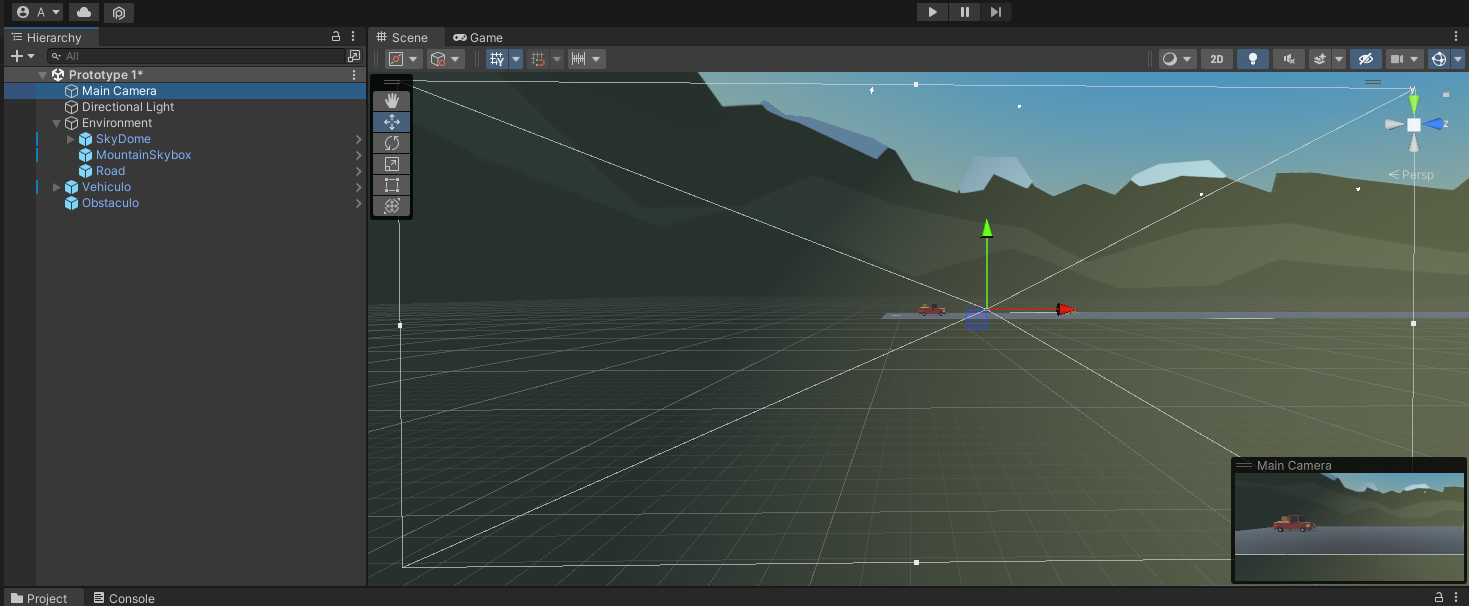 A
Hierarchy
All
Prototype 1*
Main Camera
Directional Light
Environment
SkyDome
MountainSkybox
Road
Vehiculo
Obstaculo
Scene
Game
2D
y
z
Persp
Main Camera
Project
Console